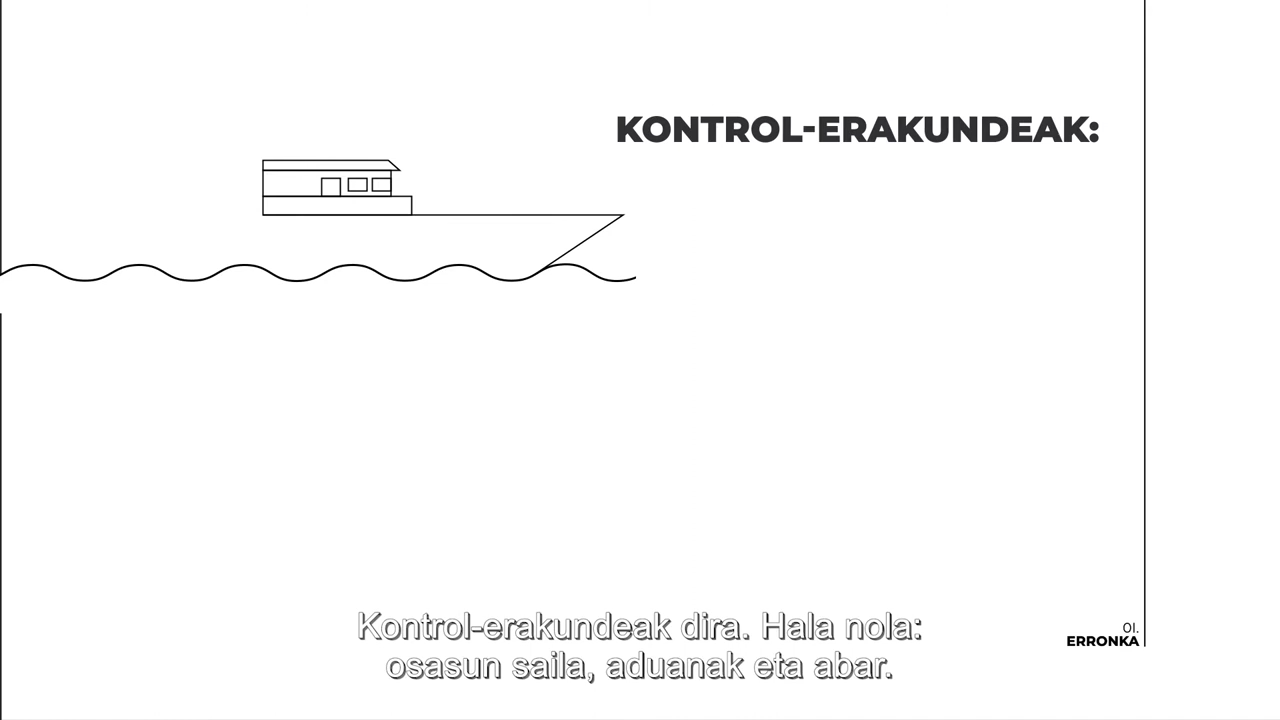 KONTROL-ERAKUNDEAK:
Kontrol-erakundeak dira. Hala nola:
osasun saila, aduanak eta abar.
01.
ERRONKA